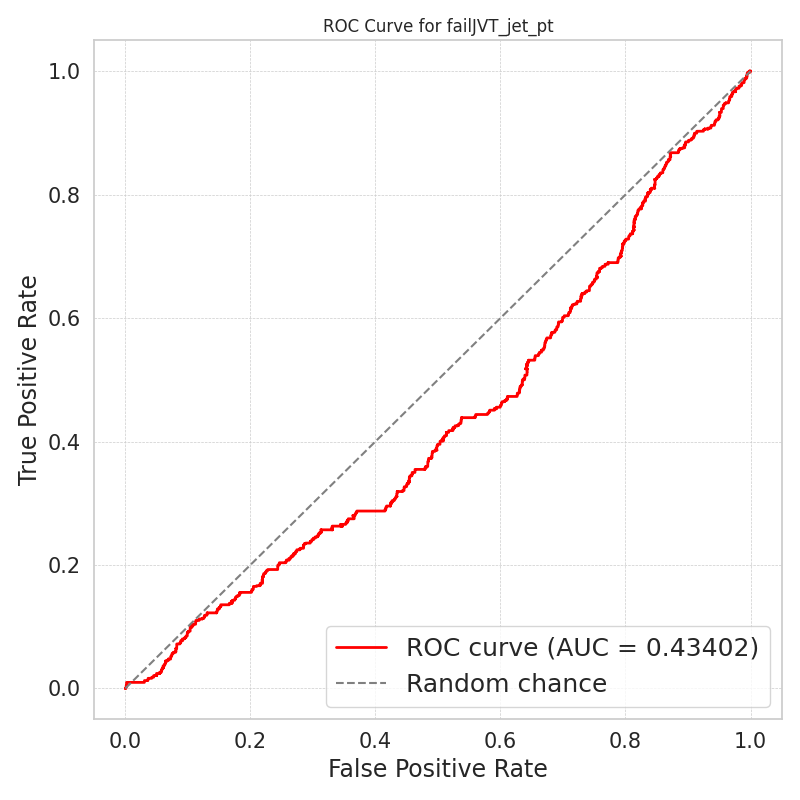 ROC Curve for failJVT_jet_pt
True Positive Rate
1.0
0.8
0.6
0.4
0.2
0.0
ROC curve (AUC = 0.43402)
Random chance
0.0 0.2 0.4 0.6 0.8 1.0
False Positive Rate